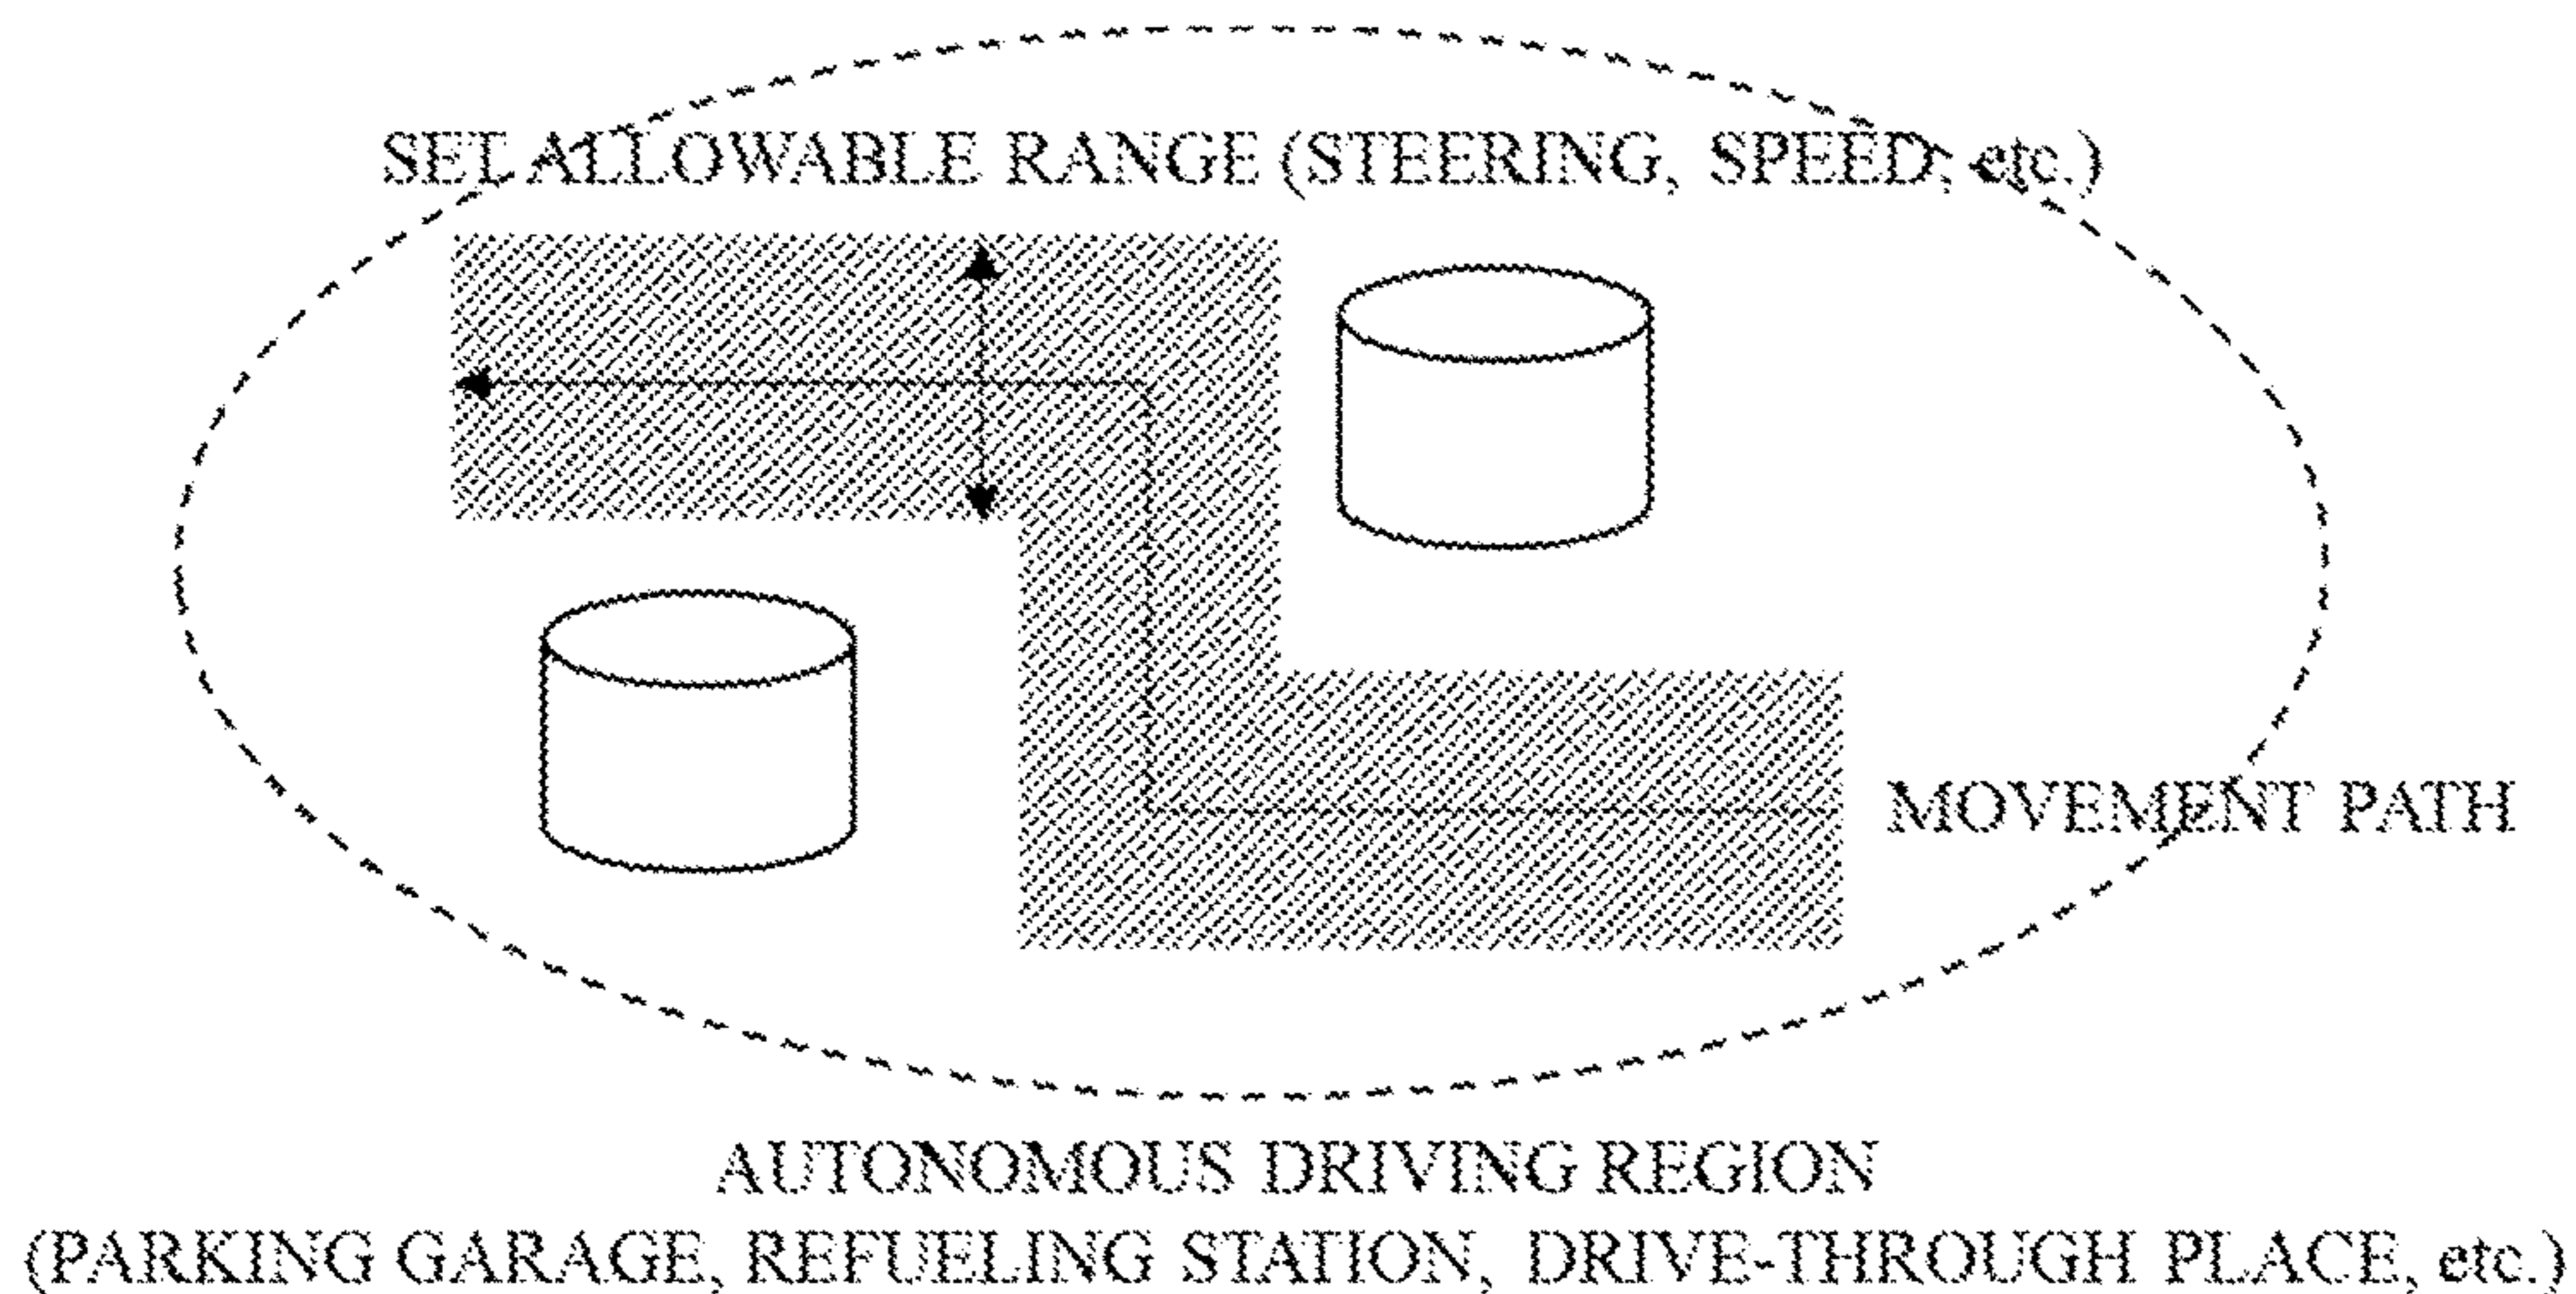 SET ALLOWABLE RANGE (STEERING, SPEED, etc.)
MOVEMENT PATH
AUTONOMOUS DRIVING REGION
(PARKING GARAGE, REFUELING STATION, DRIVE-THROUGH PLACE, etc.)